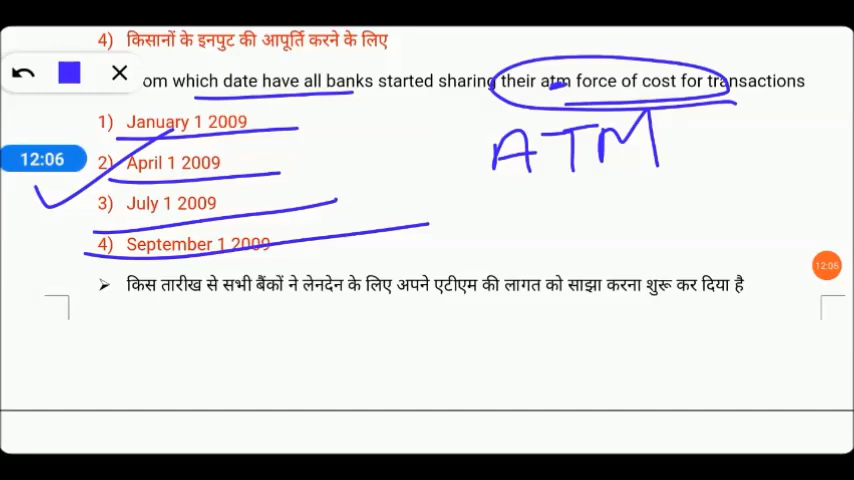 4) किसानों के इनपुट की आपूर्ति करने के लिए
om which date have all banks started sharing their atm force of cost for transactions
1) January 1 2009
ATM
12:06
2) April 1 2009
3) July 1 2009
4) September 1 2009
12:06
➢ किस तारीख से सभी बैंकों ने लेनदेन के लिए अपने एटीएम की लागत को साझा करना शुरू कर दिया है